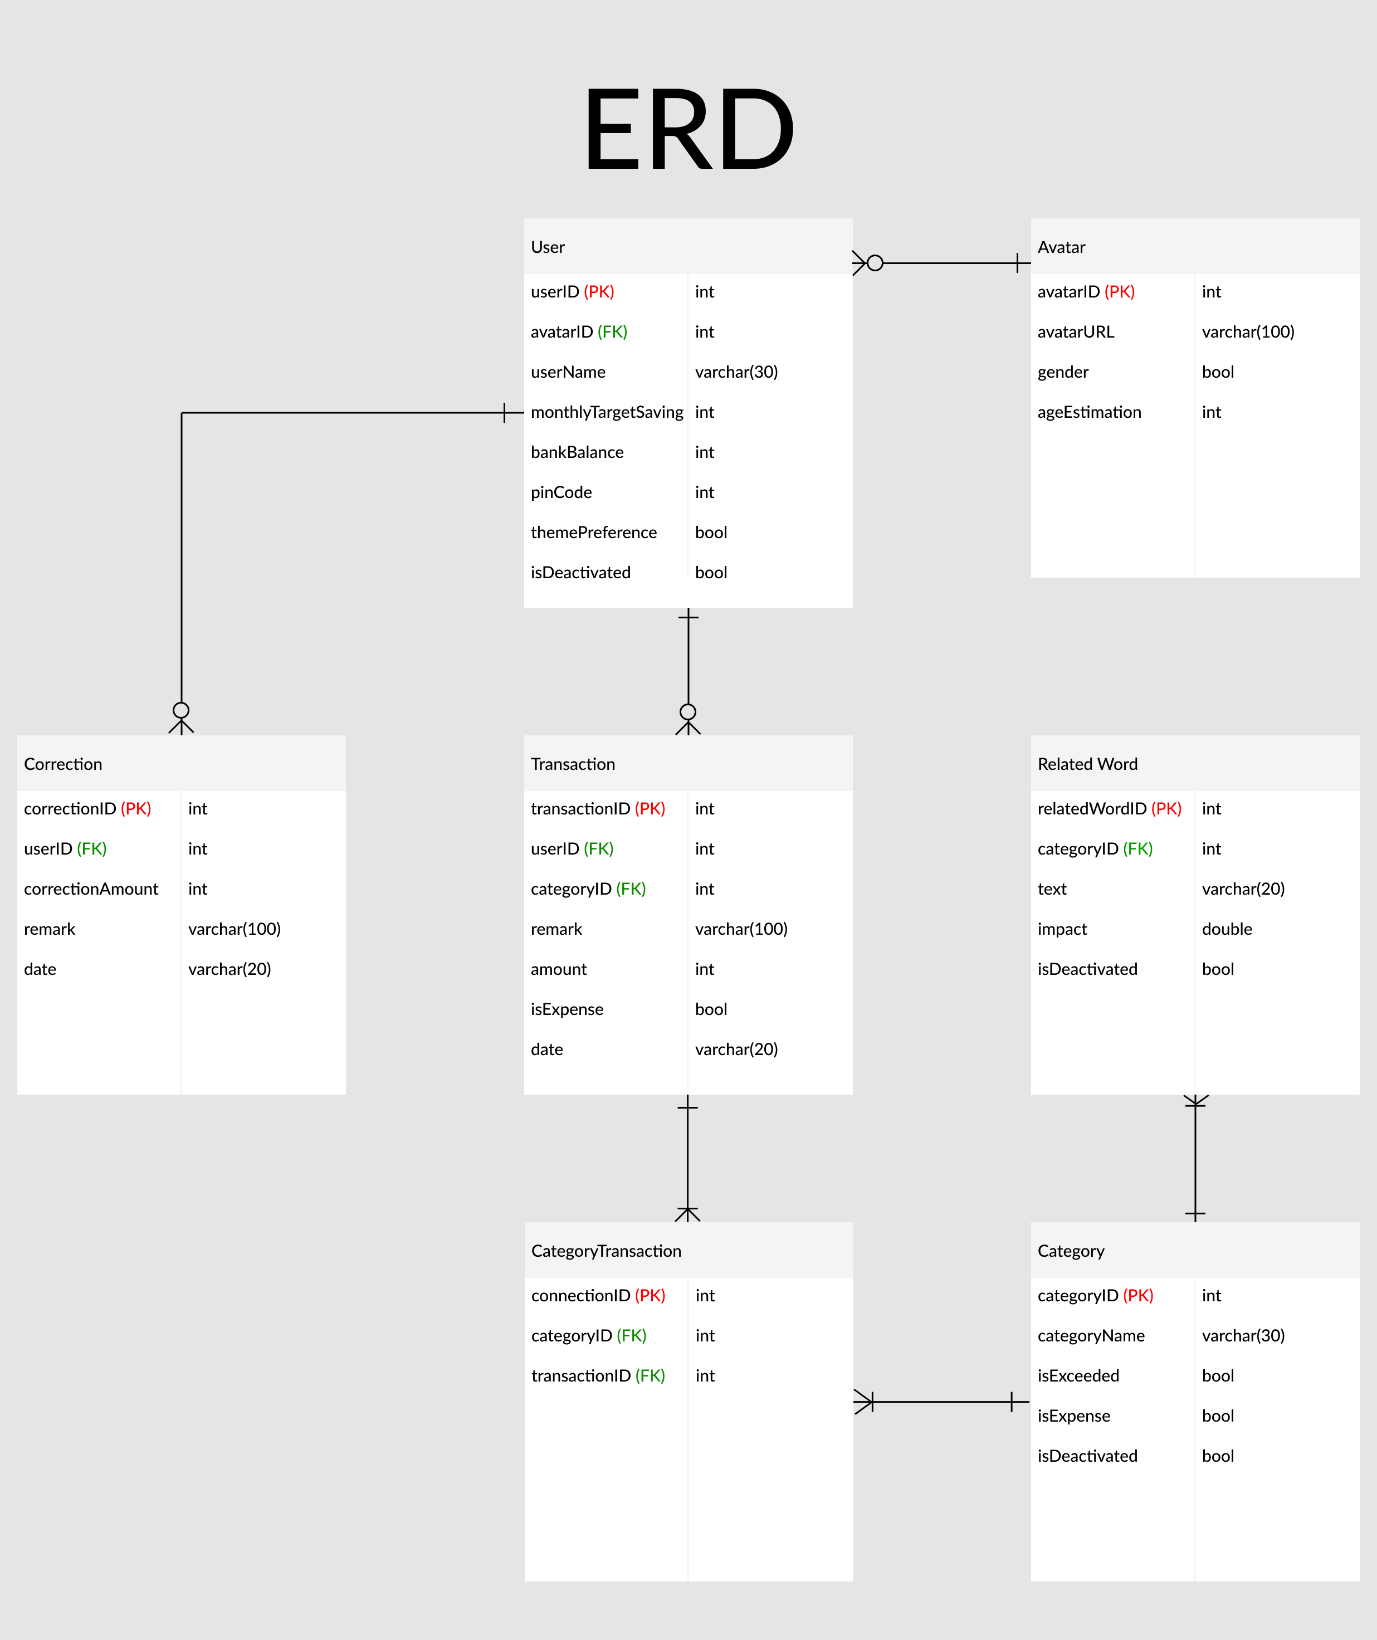 ERD
User
userID (PK) int
avatarID (FK) int
userName varchar(30)
monthlyTargetSaving int
bankBalance int
pinCode int
themePreference bool
isDeactivated bool
Avatar
avatarID (PK) int
avatarURL varchar(100)
gender bool
ageEstimation int
Correction
correctionID (PK) int
userID (FK) int
correctionAmount int
remark varchar(100)
date varchar(20)
Transaction
transactionID (PK) int
userID (FK) int
categoryID (FK) int
remark varchar(100)
amount int
isExpense bool
date varchar(20)
Related Word
relatedWordID (PK) int
categoryID (FK) int
text varchar(20)
impact double
isDeactivated bool
CategoryTransaction
connectionID (PK) int
categoryID (FK) int
transactionID (FK) int
Category
categoryID (PK) int
categoryName varchar(30)
isExceeded bool
isExpense bool
isDeactivated bool